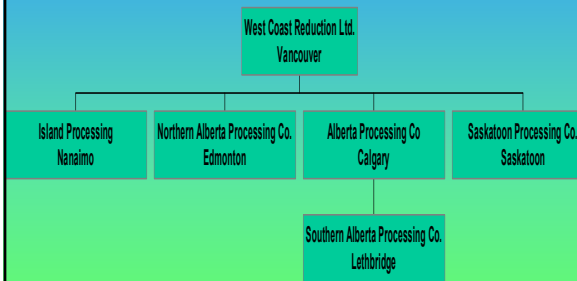 West Coast Reduction Ltd.
Vancouver
Island Processing
Nanaimo
Northern Alberta Processing Co.
Edmonton
Alberta Processing Co
Calgary
Saskatoon Processing Co.
Saskatoon
Southern Alberta Processing Co.
Lethbridge